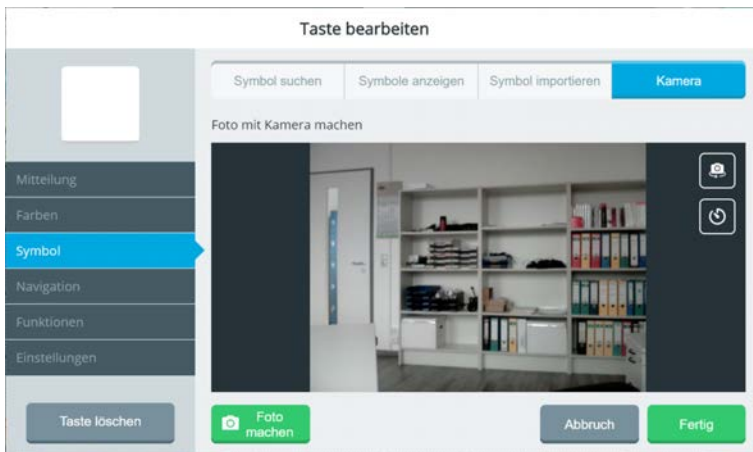 Taste bearbeiten
Symbol suchen
Symbole anzeigen
Symbol importieren
Kamera
Foto mit Kamera machen
Mitteilung
Farben
Symbol
Navigation
Funktionen
Einstellungen
Taste löschen
Foto
machen
Abbruch
Fertig